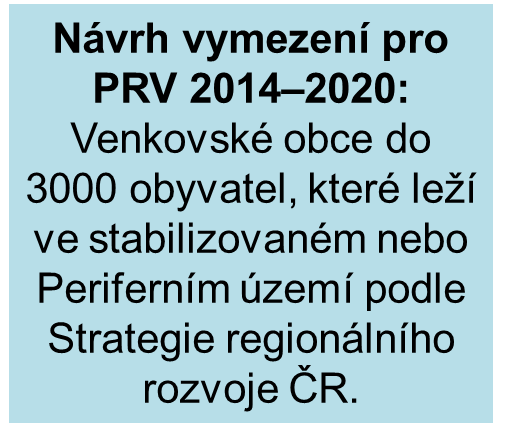 Návrh vymezení pro
PRV 2014–2020:
Venkovské obce do
3000 obyvatel, které leží
ve stabilizovaném nebo
Periferním území podle
Strategie regionálního
rozvoje ČR.